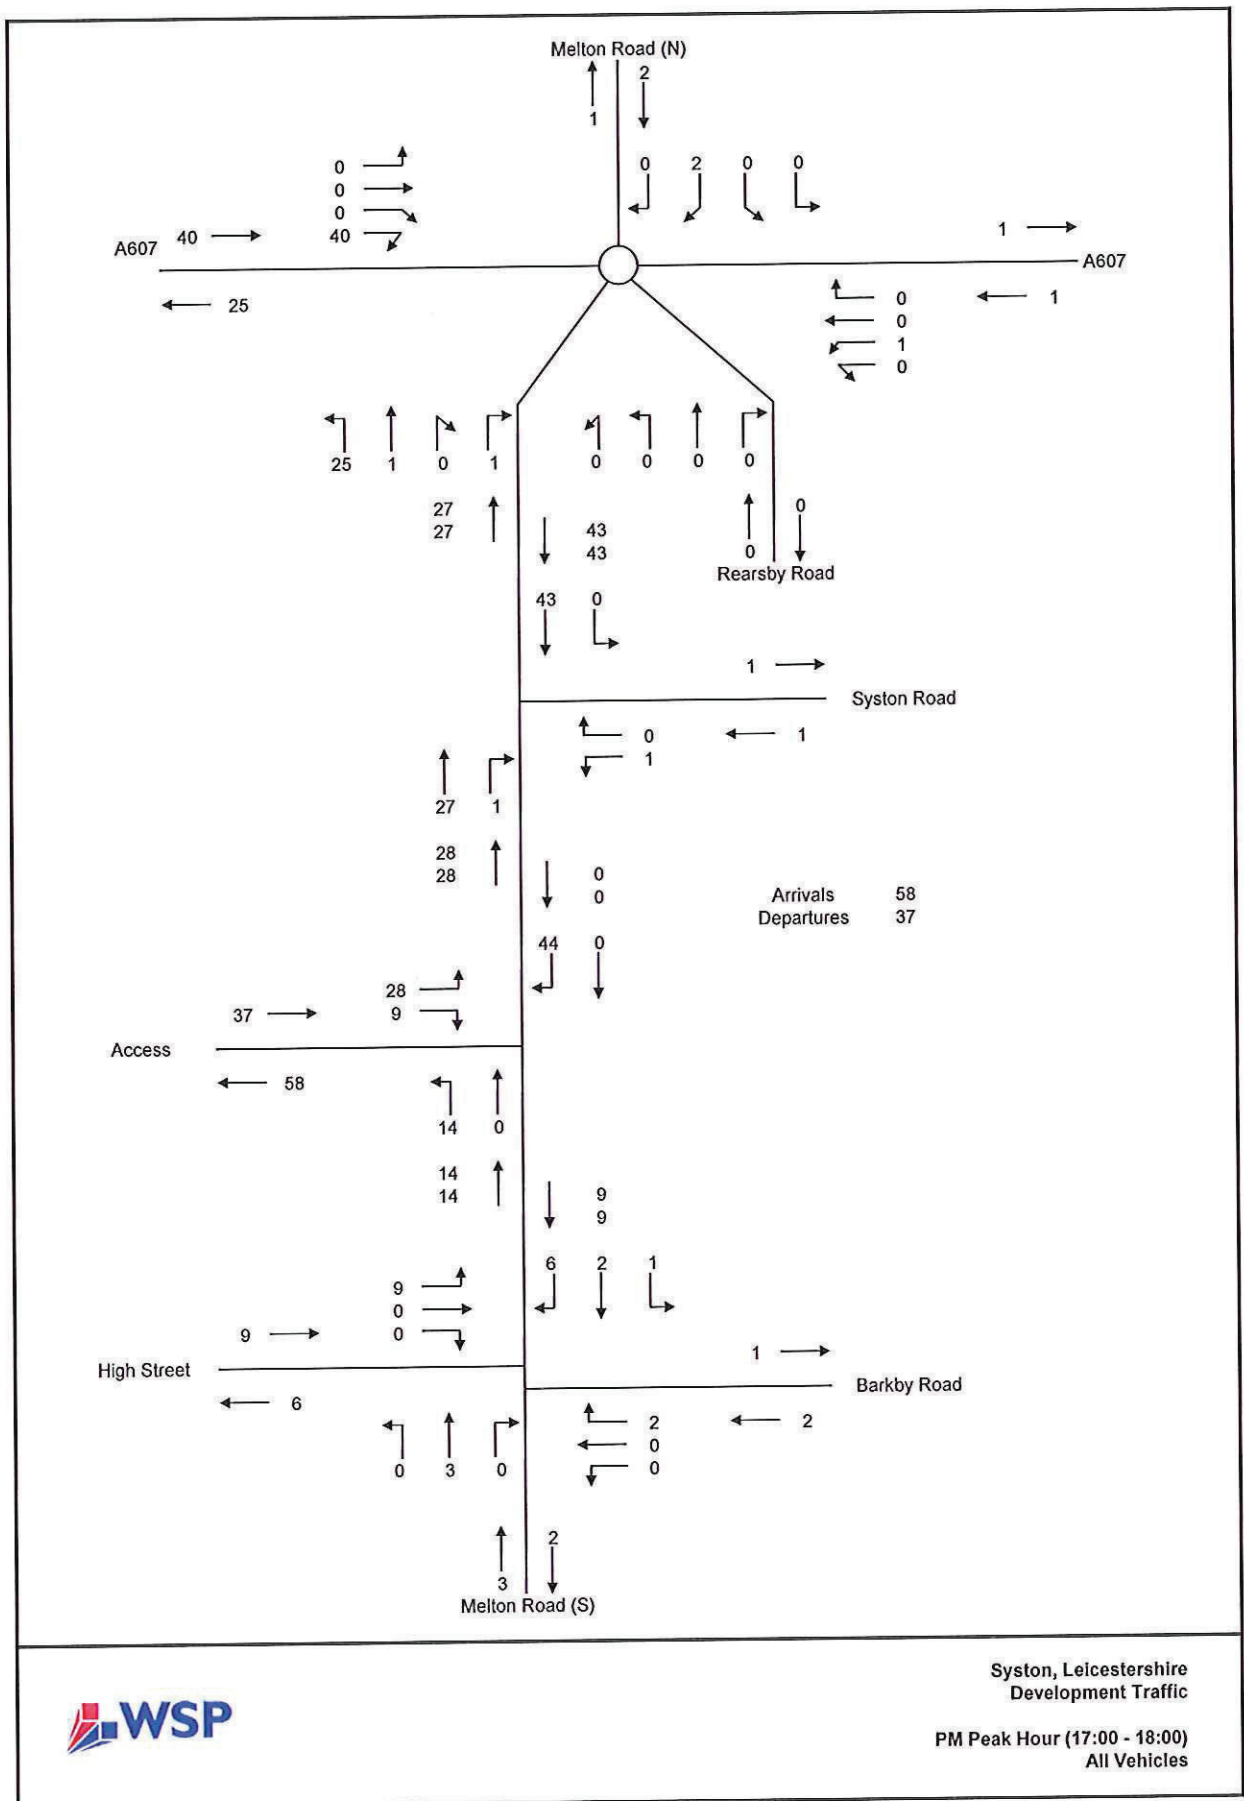 Melton Road (N)
2
1
0
0 2 0 0
0
0
40 40
1
A607
A607
25
0 1
0
1
0
25 1 0 1
0 0 0 0
27
27
43
43
0
0
Rearsby Road
43 0
1
Syston Road
0 1
1
27 1
28
28
0
0
Arrivals 58
Departures 37
44 0
28
37 9
Access
58
14 0
14
14
9
9
6 2 1
9
0
9 0
1
High Street
Barkby Road
6
2 2
0
0
0 3 0
2
3
Melton Road (S)
Syston, Leicestershire
Development Traffic
WSP
PM Peak Hour (17:00 - 18:00)
All Vehicles